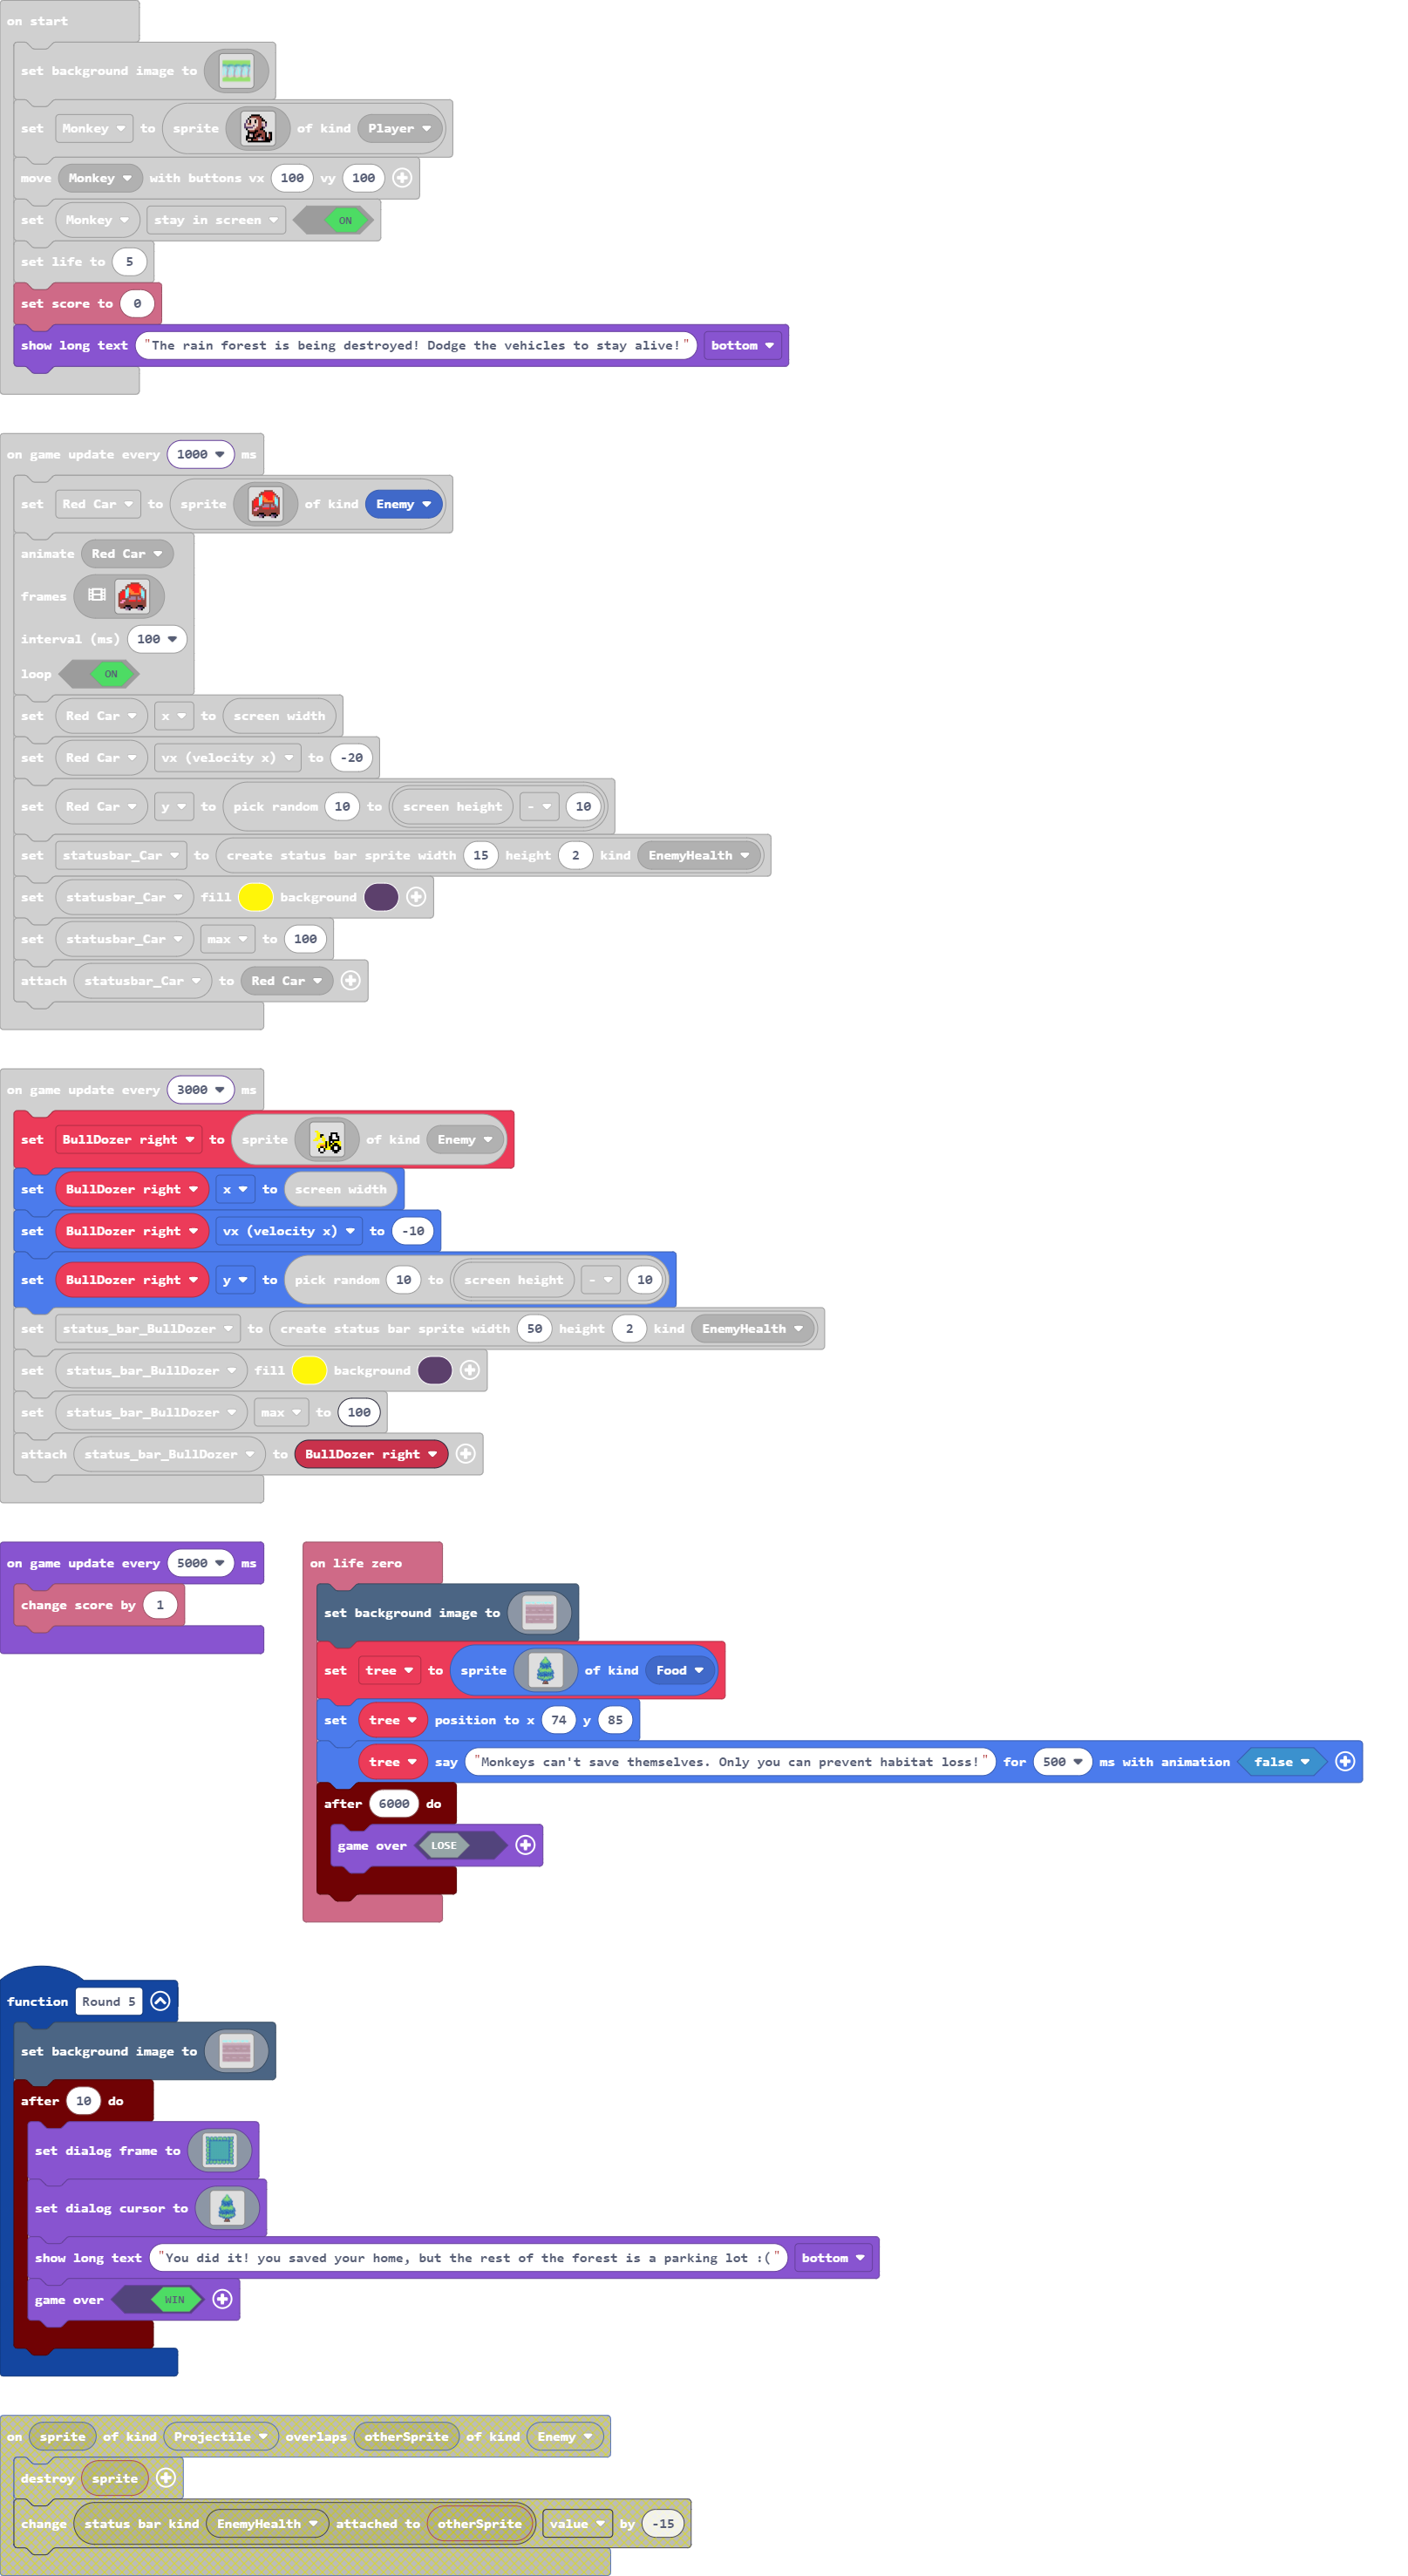 on start
set background image to
set Monkey to sprite of kind Player
move Monkey with buttons vx 100 vy 100
set Monkey stay in screen ON
set life to 5
set score to 0
show long text "The rain forest is being destroyed! Dodge the vehicles to stay alive!" bottom
on game update every 1000 ms
set Red Car to sprite of kind Enemy
animate Red Car
frames
interval (ms) 100
loop ON
set Red Car x to screen width
set Red Car vx (velocity x) to -20
set Red Car y to pick random 10 to screen height - 10
set statusbar_Car to create status bar sprite width 15 height 2 kind EnemyHealth
set statusbar_Car fill background
set statusbar_Car max to 100
attach statusbar_Car to Red Car
on game update every 3000 ms
set BullDozer right to sprite of kind Enemy
set BullDozer right x to screen width
set BullDozer right vx (velocity x) to -10
set BullDozer right y to pick random 10 to screen height - 10
set status_bar_BullDozer to create status bar sprite width 50 height 2 kind EnemyHealth
set status_bar_BullDozer fill background
set status_bar_BullDozer max to 100
attach status_bar_BullDozer to BullDozer right
on game update every 5000 ms
change score by 1
on life zero
set background image to
set tree to sprite of kind Food
set tree position to x 74 y 85
tree say "Monkeys can't save themselves. Only you can prevent habitat loss!" for 500 ms with animation false
after 6000 do
game over LOSE
function Round 5
set background image to
after 10 do
set dialog frame to
set dialog cursor to
show long text "You did it! you saved your home, but the rest of the forest is a parking lot :(" bottom
game over WIN
on sprite of kind Projectile overlaps otherSprite of kind Enemy
destroy sprite
change status bar kind EnemyHealth attached to otherSprite value by -15